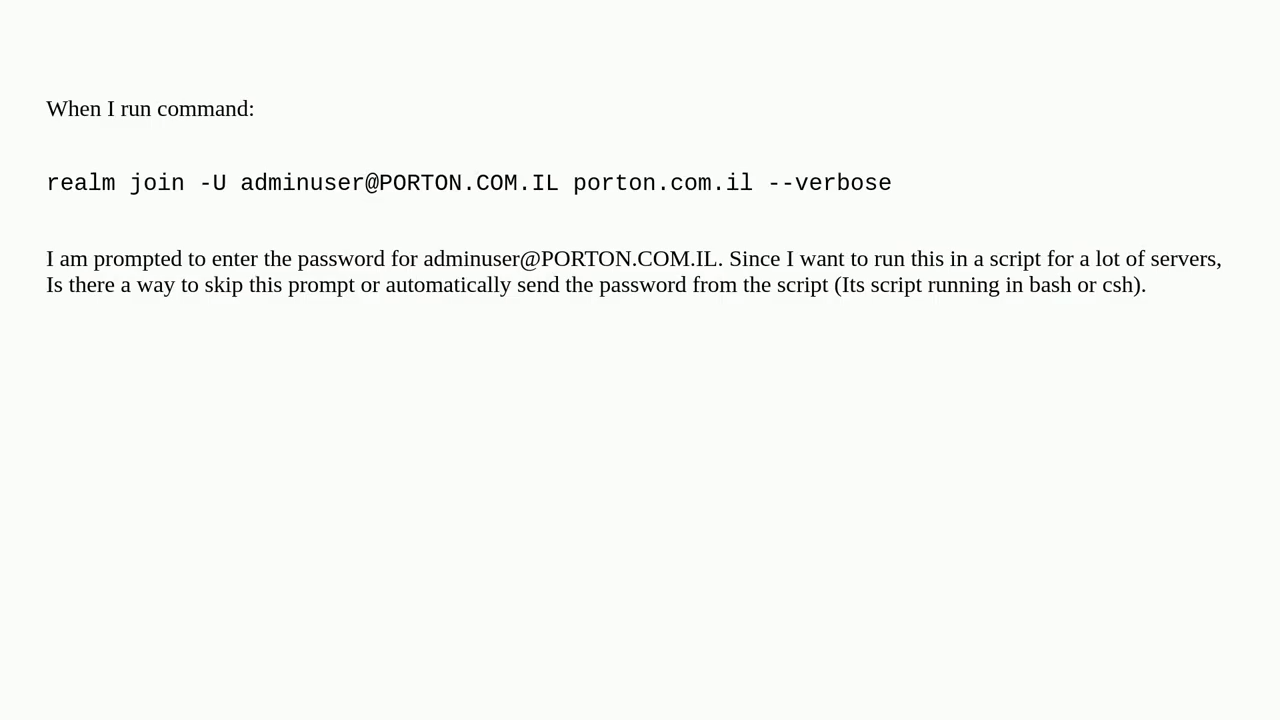 When I run command:
realm join -U adminuser@PORTON.COM.IL porton.com.il --verbose
I am prompted to enter the password for adminuser@PORTON.COM.IL. Since I want to run this in a script for a lot of servers,
Is there a way to skip this prompt or automatically send the password from the script (Its script running in bash or csh).